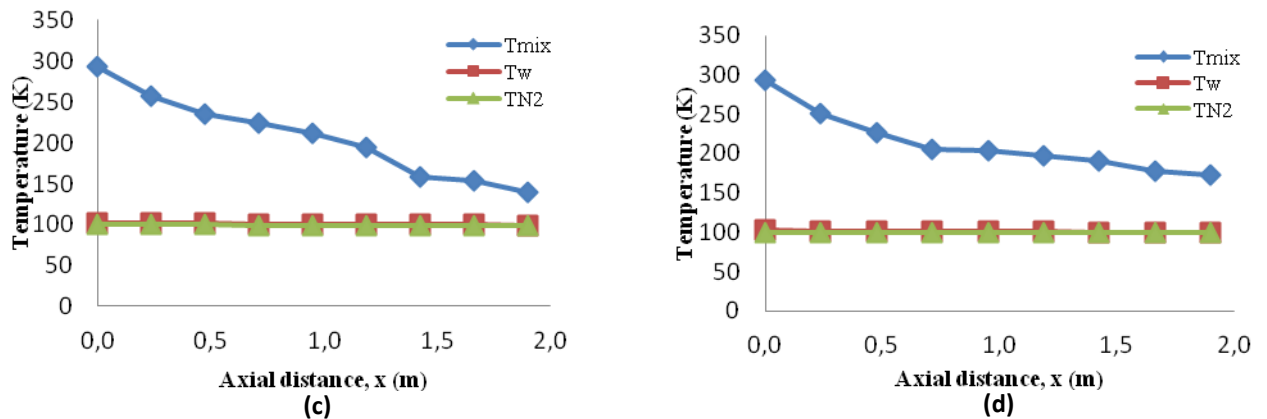 350
300
250
200
150
100
50
0
Temperature (K)
Tmix
Tw
TN2
0,0
0,5
1,0
1,5
2,0
Axial distance, x (m)
(c)
350
300
250
200
150
100
50
0
Temperature (K)
Tmix
Tw
TN2
0,0
0,5
1,0
1,5
2,0
Axial distance, x (m)
(d)